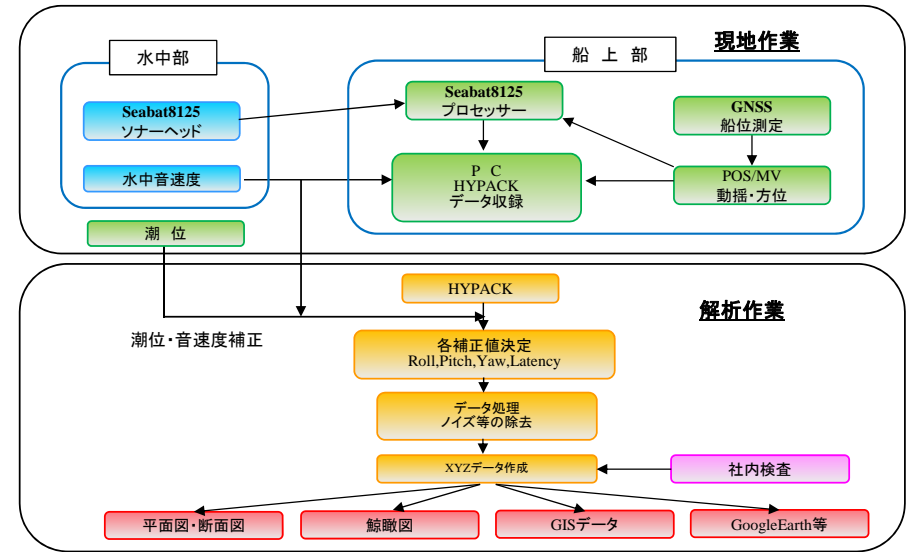 現地作業
水中部
船 上 部
Seabat8125
ソナーヘッド
水中音速度
Seabat8125
プロセッサー
GNSS
船位測定
P C
HYPACK
データ収録
POS/MV
動揺・方位
潮 位
HYPACK
解析作業
潮位・音速度補正
各補正値決定
Roll,Pitch,Yaw,Latency
データ処理
ノイズ等の除去
XYZデータ作成
社内検査
平面図・断面図
鯨瞰図
GISデータ
GoogleEarth等